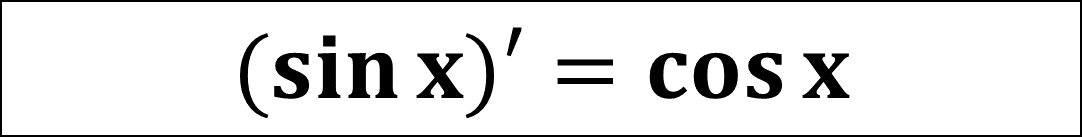 (sin x)′ = cos x